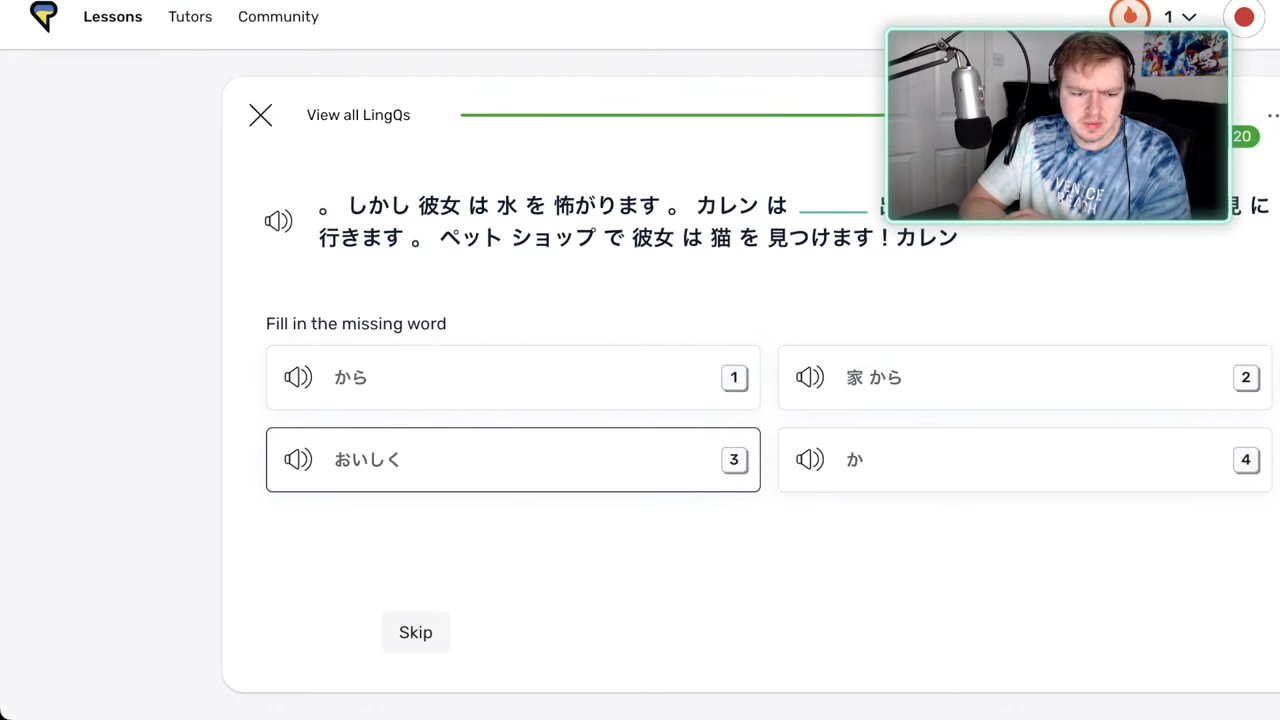 Lessons Tutors Community 1
View all LingQs
20
。 しかし 彼女 は 水 を 怖がります 。 カレン は に
行きます 。 ペット ショップ で 彼女 は 猫 を 見つけます！カレン
Fill in the missing word
から 1
家 から 2
おいしく 3
か 4
Skip
VENICE
BEACH